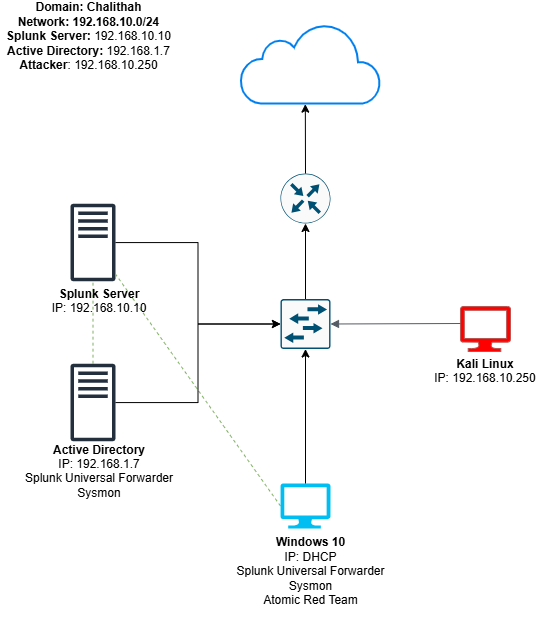 Domain: Chalithah
Network: 192.168.10.0/24
Splunk Server: 192.168.10.10
Active Directory: 192.168.1.7
Attacker: 192.168.10.250
Splunk Server
IP: 192.168.10.10
Kali Linux
IP: 192.168.10.250
Active Directory
IP: 192.168.1.7
Splunk Universal Forwarder
Sysmon
Windows 10
IP: DHCP
Splunk Universal Forwarder
Sysmon
Atomic Red Team